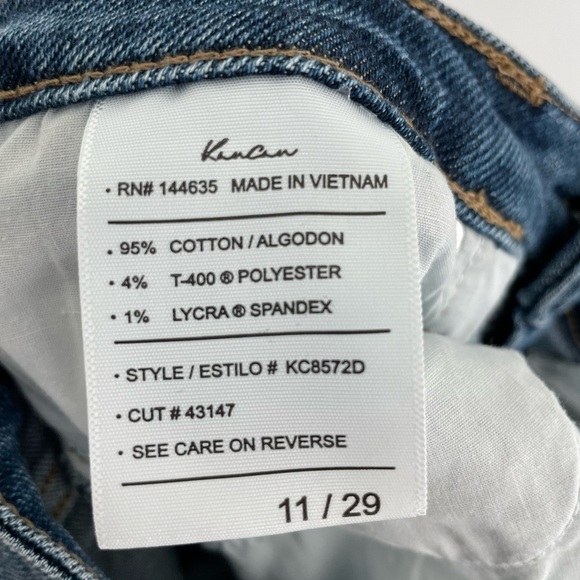 KanCan
• RN# 144635 MADE IN VIETNAM
• 95% COTTON / ALGODON
• 4% T-400 ® POLYESTER
• 1% LYCRA ® SPANDEX
• STYLE / ESTILO # KC8572D
• CUT # 43147
• SEE CARE ON REVERSE
11 / 29